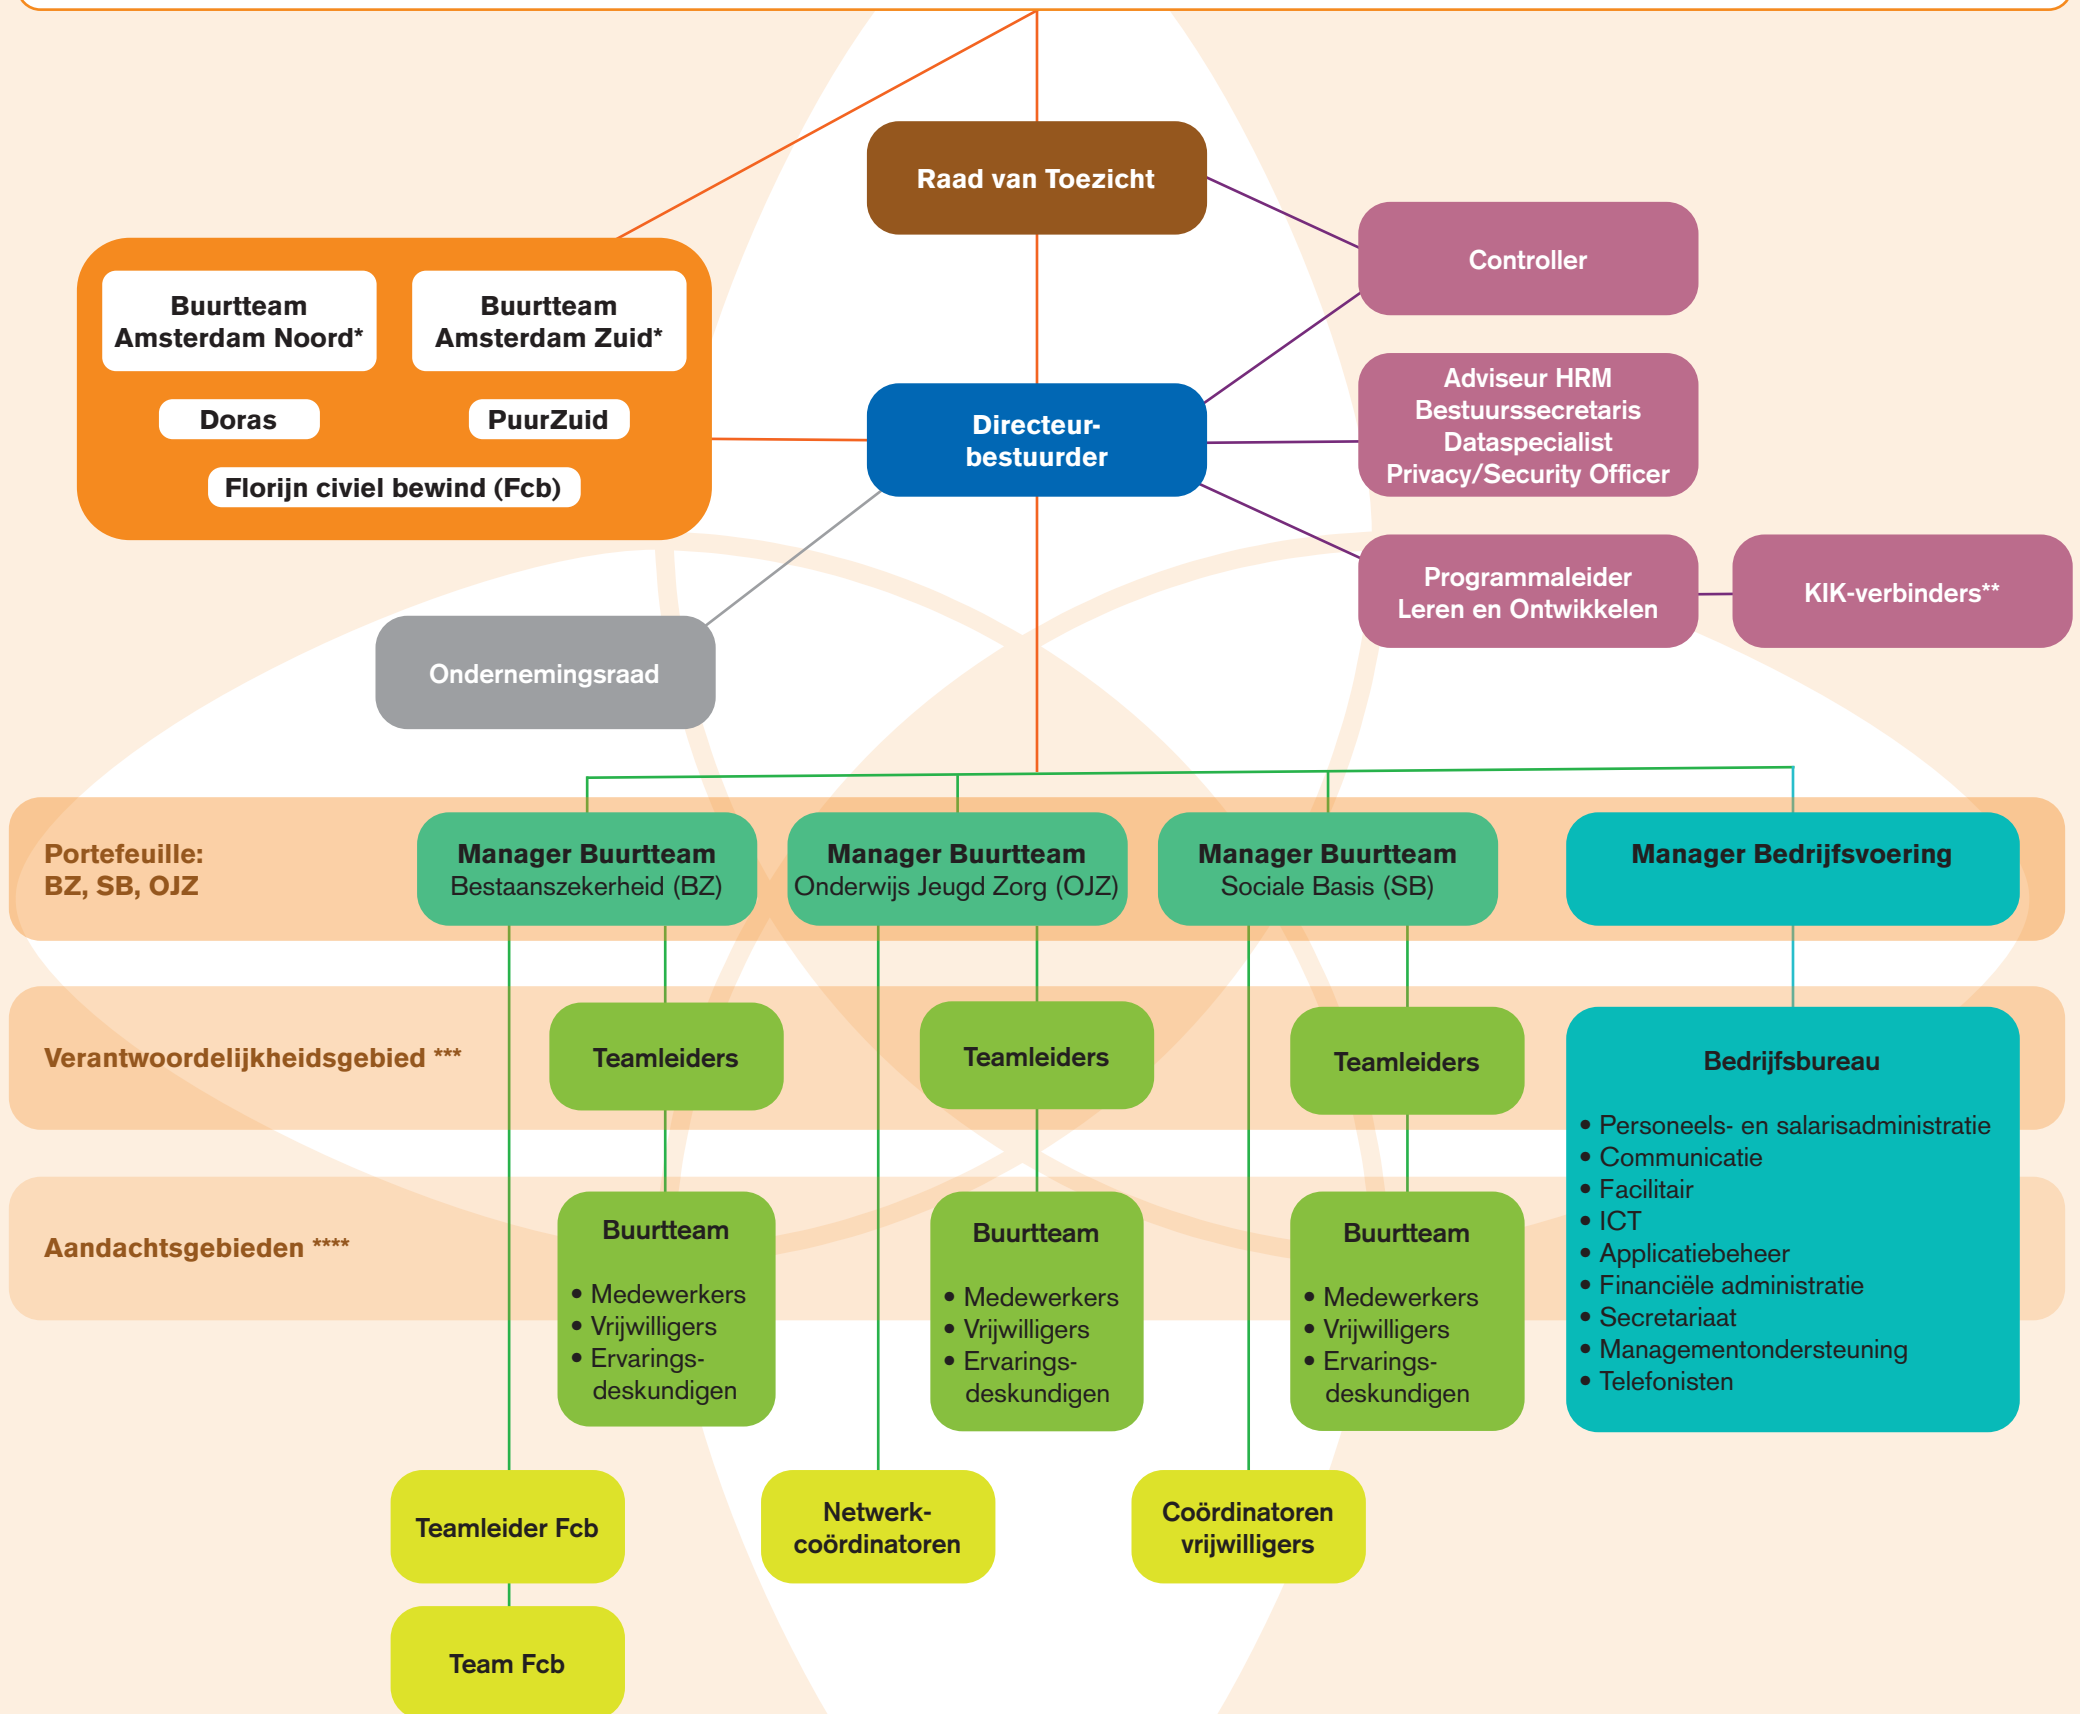 Raad van Toezicht
Controller
Buurtteam
Amsterdam Noord*
Buurtteam
Amsterdam Zuid*
Doras
PuurZuid
Florijn civiel bewind (Fcb)
Directeur-
bestuurder
Adviseur HRM
Bestuurssecretaris
Dataspecialist
Privacy/Security Officer
Programmaleider
Leren en Ontwikkelen
KIK-verbinders**
Ondernemingsraad
Portefeuille:
BZ, SB, OJZ
Manager Buurtteam
Bestaanszekerheid (BZ)
Manager Buurtteam
Onderwijs Jeugd Zorg (OJZ)
Manager Buurtteam
Sociale Basis (SB)
Manager Bedrijfsvoering
Verantwoordelijkheidsgebied ***
Teamleiders
Teamleiders
Teamleiders
Bedrijfsbureau
• Personeels- en salarisadministratie
• Communicatie
• Facilitair
• ICT
• Applicatiebeheer
• Financiële administratie
• Secretariaat
• Managementondersteuning
• Telefonisten
Aandachtsgebieden ****
Buurtteam
• Medewerkers
• Vrijwilligers
• Ervarings-
deskundigen
Buurtteam
• Medewerkers
• Vrijwilligers
• Ervarings-
deskundigen
Buurtteam
• Medewerkers
• Vrijwilligers
• Ervarings-
deskundigen
Teamleider Fcb
Netwerk-
coördinatoren
Coördinatoren
vrijwilligers
Team Fcb